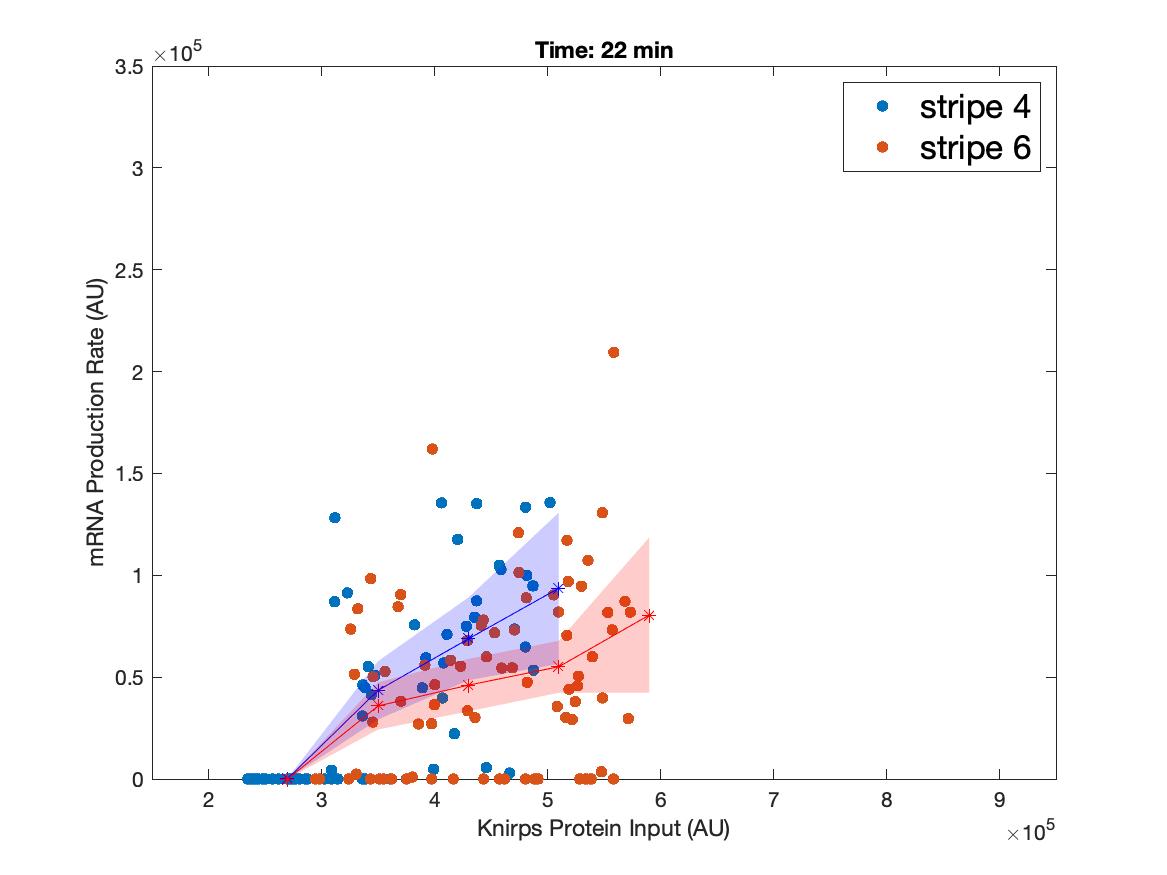 Time: 22 min
×10⁵
3.5
3
2.5
2
1.5
1
0.5
0
mRNA Production Rate (AU)
stripe 4
stripe 6
2 3 4 5 6 7 8 9
Knirps Protein Input (AU)
×10⁵